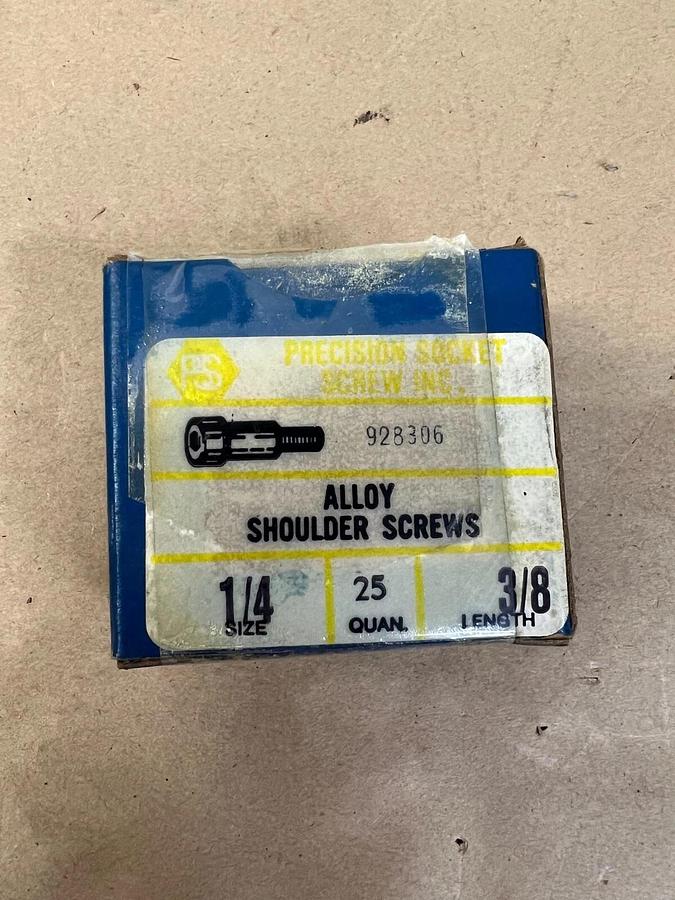 PS
PRECISION SOCKET
SCREW INC.
928306
ALLOY
SHOULDER SCREWS
1/4 25 3/8
SIZE QUAN. LENGTH